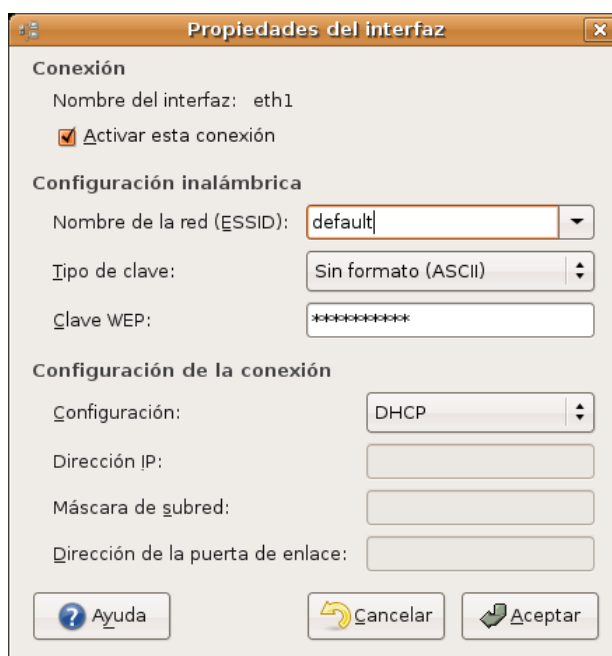 Propiedades del interfaz
Conexión
Nombre del interfaz: eth1
Activar esta conexión
Configuración inalámbrica
Nombre de la red (ESSID): default
Tipo de clave: Sin formato (ASCII)
Clave WEP: **********
Configuración de la conexión
Configuración: DHCP
Dirección IP:
Máscara de subred:
Dirección de la puerta de enlace:
Ayuda Cancelar Aceptar